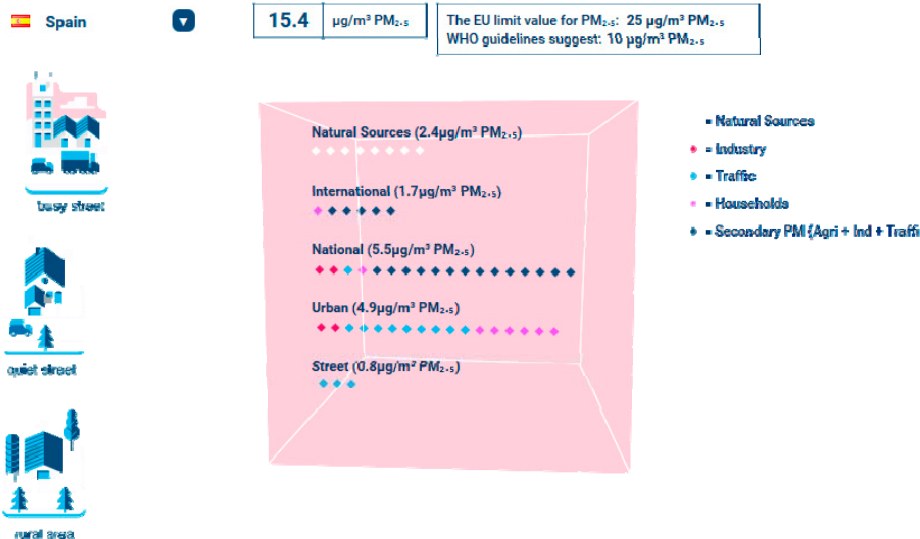 Spain
15.4 µg/m³ PM₂.₅
The EU limit value for PM₂.₅: 25 µg/m³ PM₂.₅
WHO guidelines suggest: 10 µg/m³ PM₂.₅
busy street
quiet street
rural area
Natural Sources (2.4µg/m³ PM₂.₅)
International (1.7µg/m³ PM₂.₅)
National (5.5µg/m³ PM₂.₅)
Urban (4.9µg/m³ PM₂.₅)
Street (0.8µg/m³ PM₂.₅)
= Natural Sources
= Industry
= Traffic
= Households
= Secondary PM (Agri + Ind + Traffi